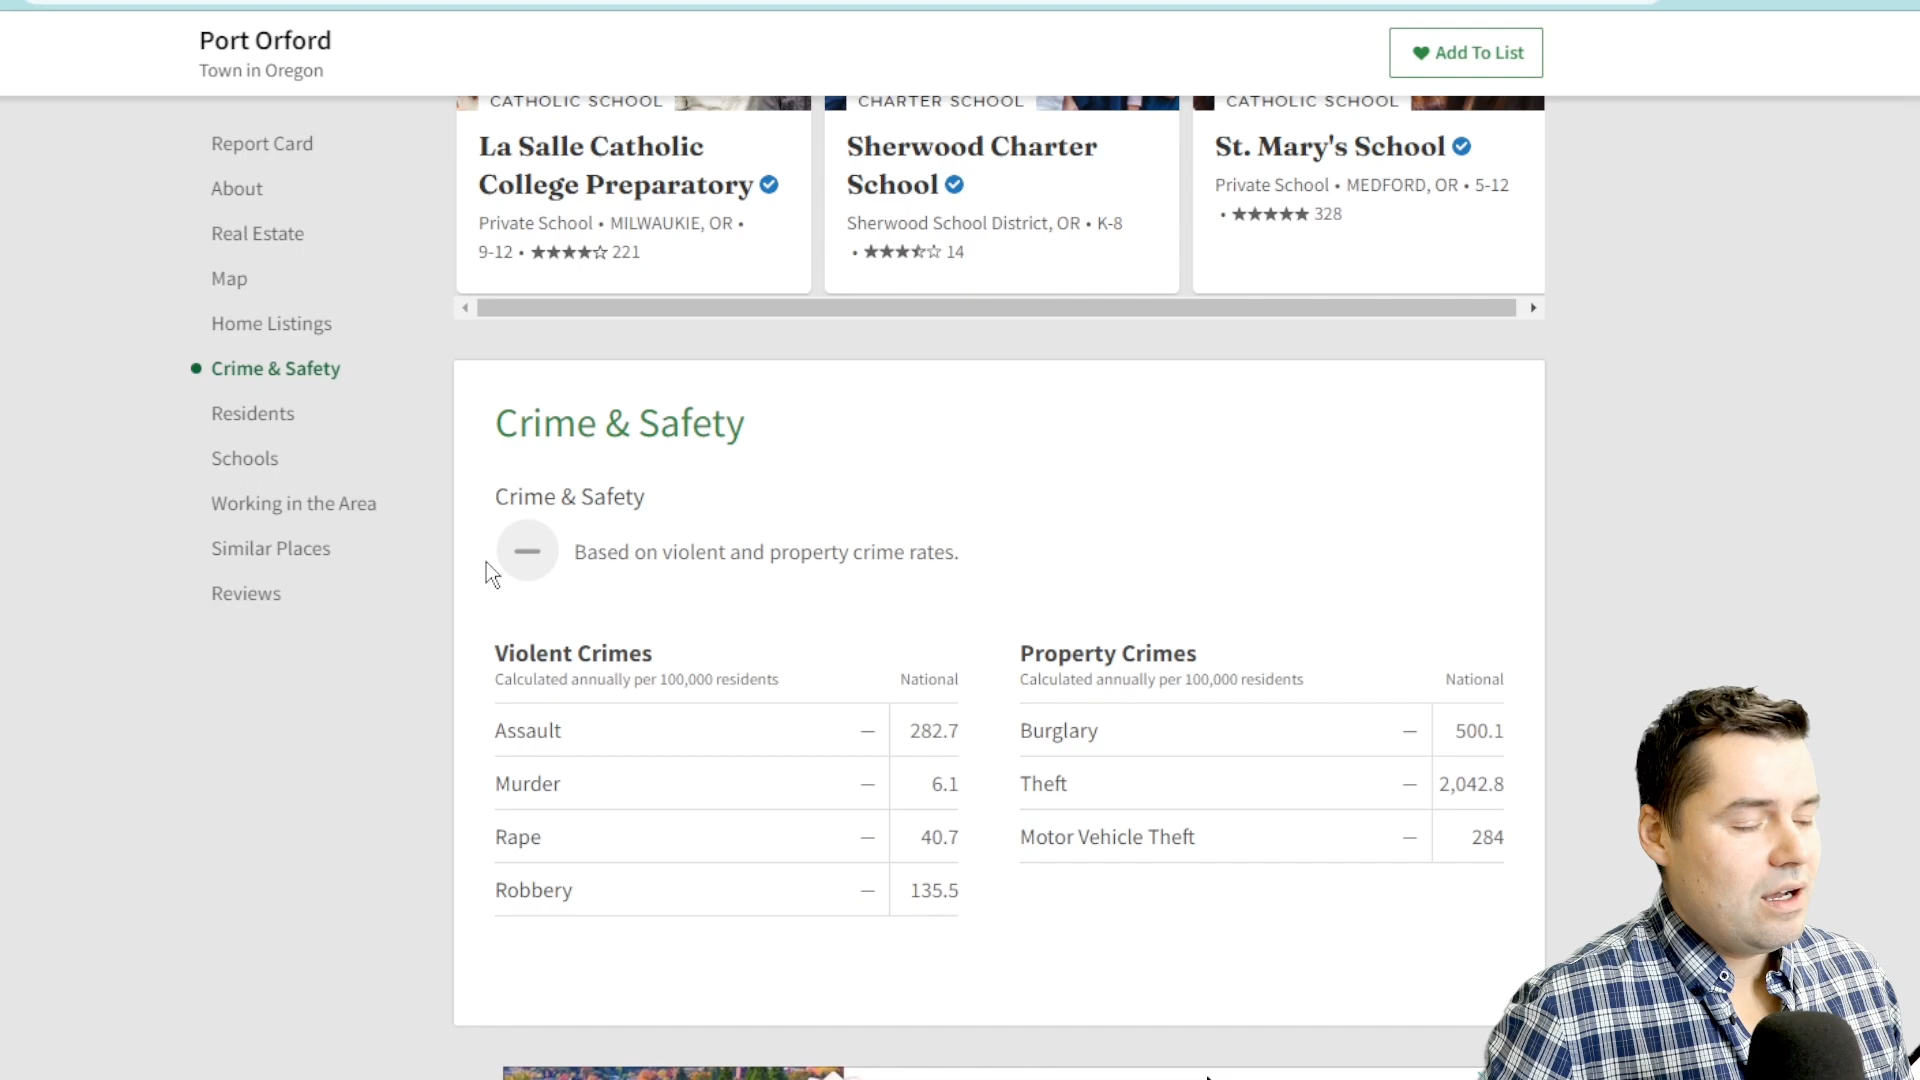 Port Orford
Town in Oregon
Add To List
Report Card
About
Real Estate
Map
Home Listings
Crime & Safety
Residents
Schools
Working in the Area
Similar Places
Reviews
CATHOLIC SCHOOL
La Salle Catholic
College Preparatory
Private School • MILWAUKIE, OR •
9-12 • ★★★★☆ 221
CHARTER SCHOOL
Sherwood Charter
School
Sherwood School District, OR • K-8
• 14
CATHOLIC SCHOOL
St. Mary's School
Private School • MEDFORD, OR • 5-12
• ★★★★★ 328
Crime & Safety
Crime & Safety
— Based on violent and property crime rates.
Violent Crimes
Calculated annually per 100,000 residents National
Assault — 282.7
Murder — 6.1
Rape — 40.7
Robbery — 135.5
Property Crimes
Calculated annually per 100,000 residents National
Burglary — 500.1
Theft — 2,042.8
Motor Vehicle Theft — 284